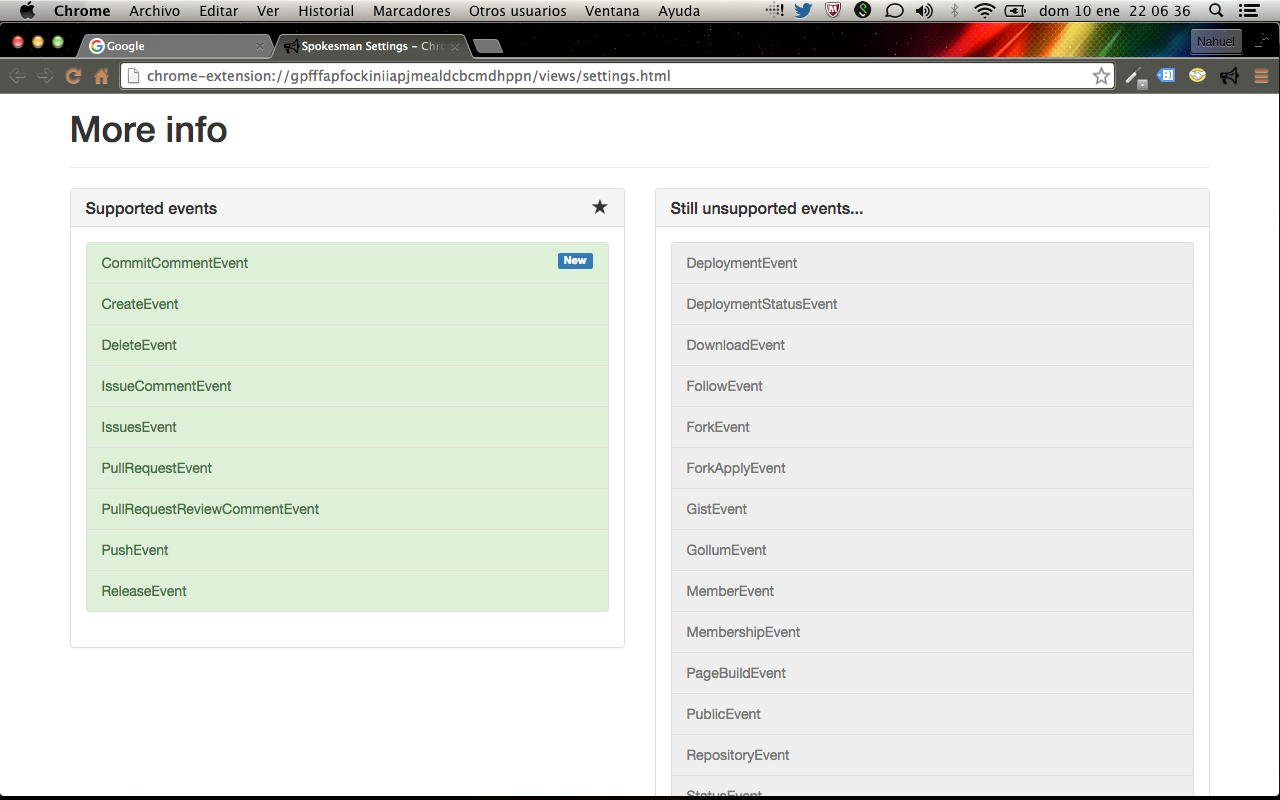 Chrome Archivo Editar Ver Historial Marcadores Otros usuarios Ventana Ayuda dom 10 ene 22 06 36
Google
Spokesman Settings – Chr
Nahuel
chrome-extension://gpfffapfockiniiapjmealdcbcmdhppn/views/settings.html
More info
Supported events
CommitCommentEvent New
CreateEvent
DeleteEvent
IssueCommentEvent
IssuesEvent
PullRequestEvent
PullRequestReviewCommentEvent
PushEvent
ReleaseEvent
Still unsupported events...
DeploymentEvent
DeploymentStatusEvent
DownloadEvent
FollowEvent
ForkEvent
ForkApplyEvent
GistEvent
GollumEvent
MemberEvent
MembershipEvent
PageBuildEvent
PublicEvent
RepositoryEvent
StatusEvent